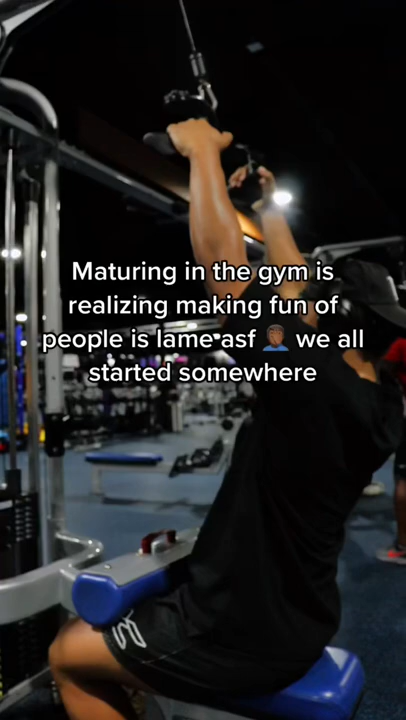 Maturing in the gym is
realizing making fun of
people is lame asf 🤦🏾‍♂️ we all
started somewhere